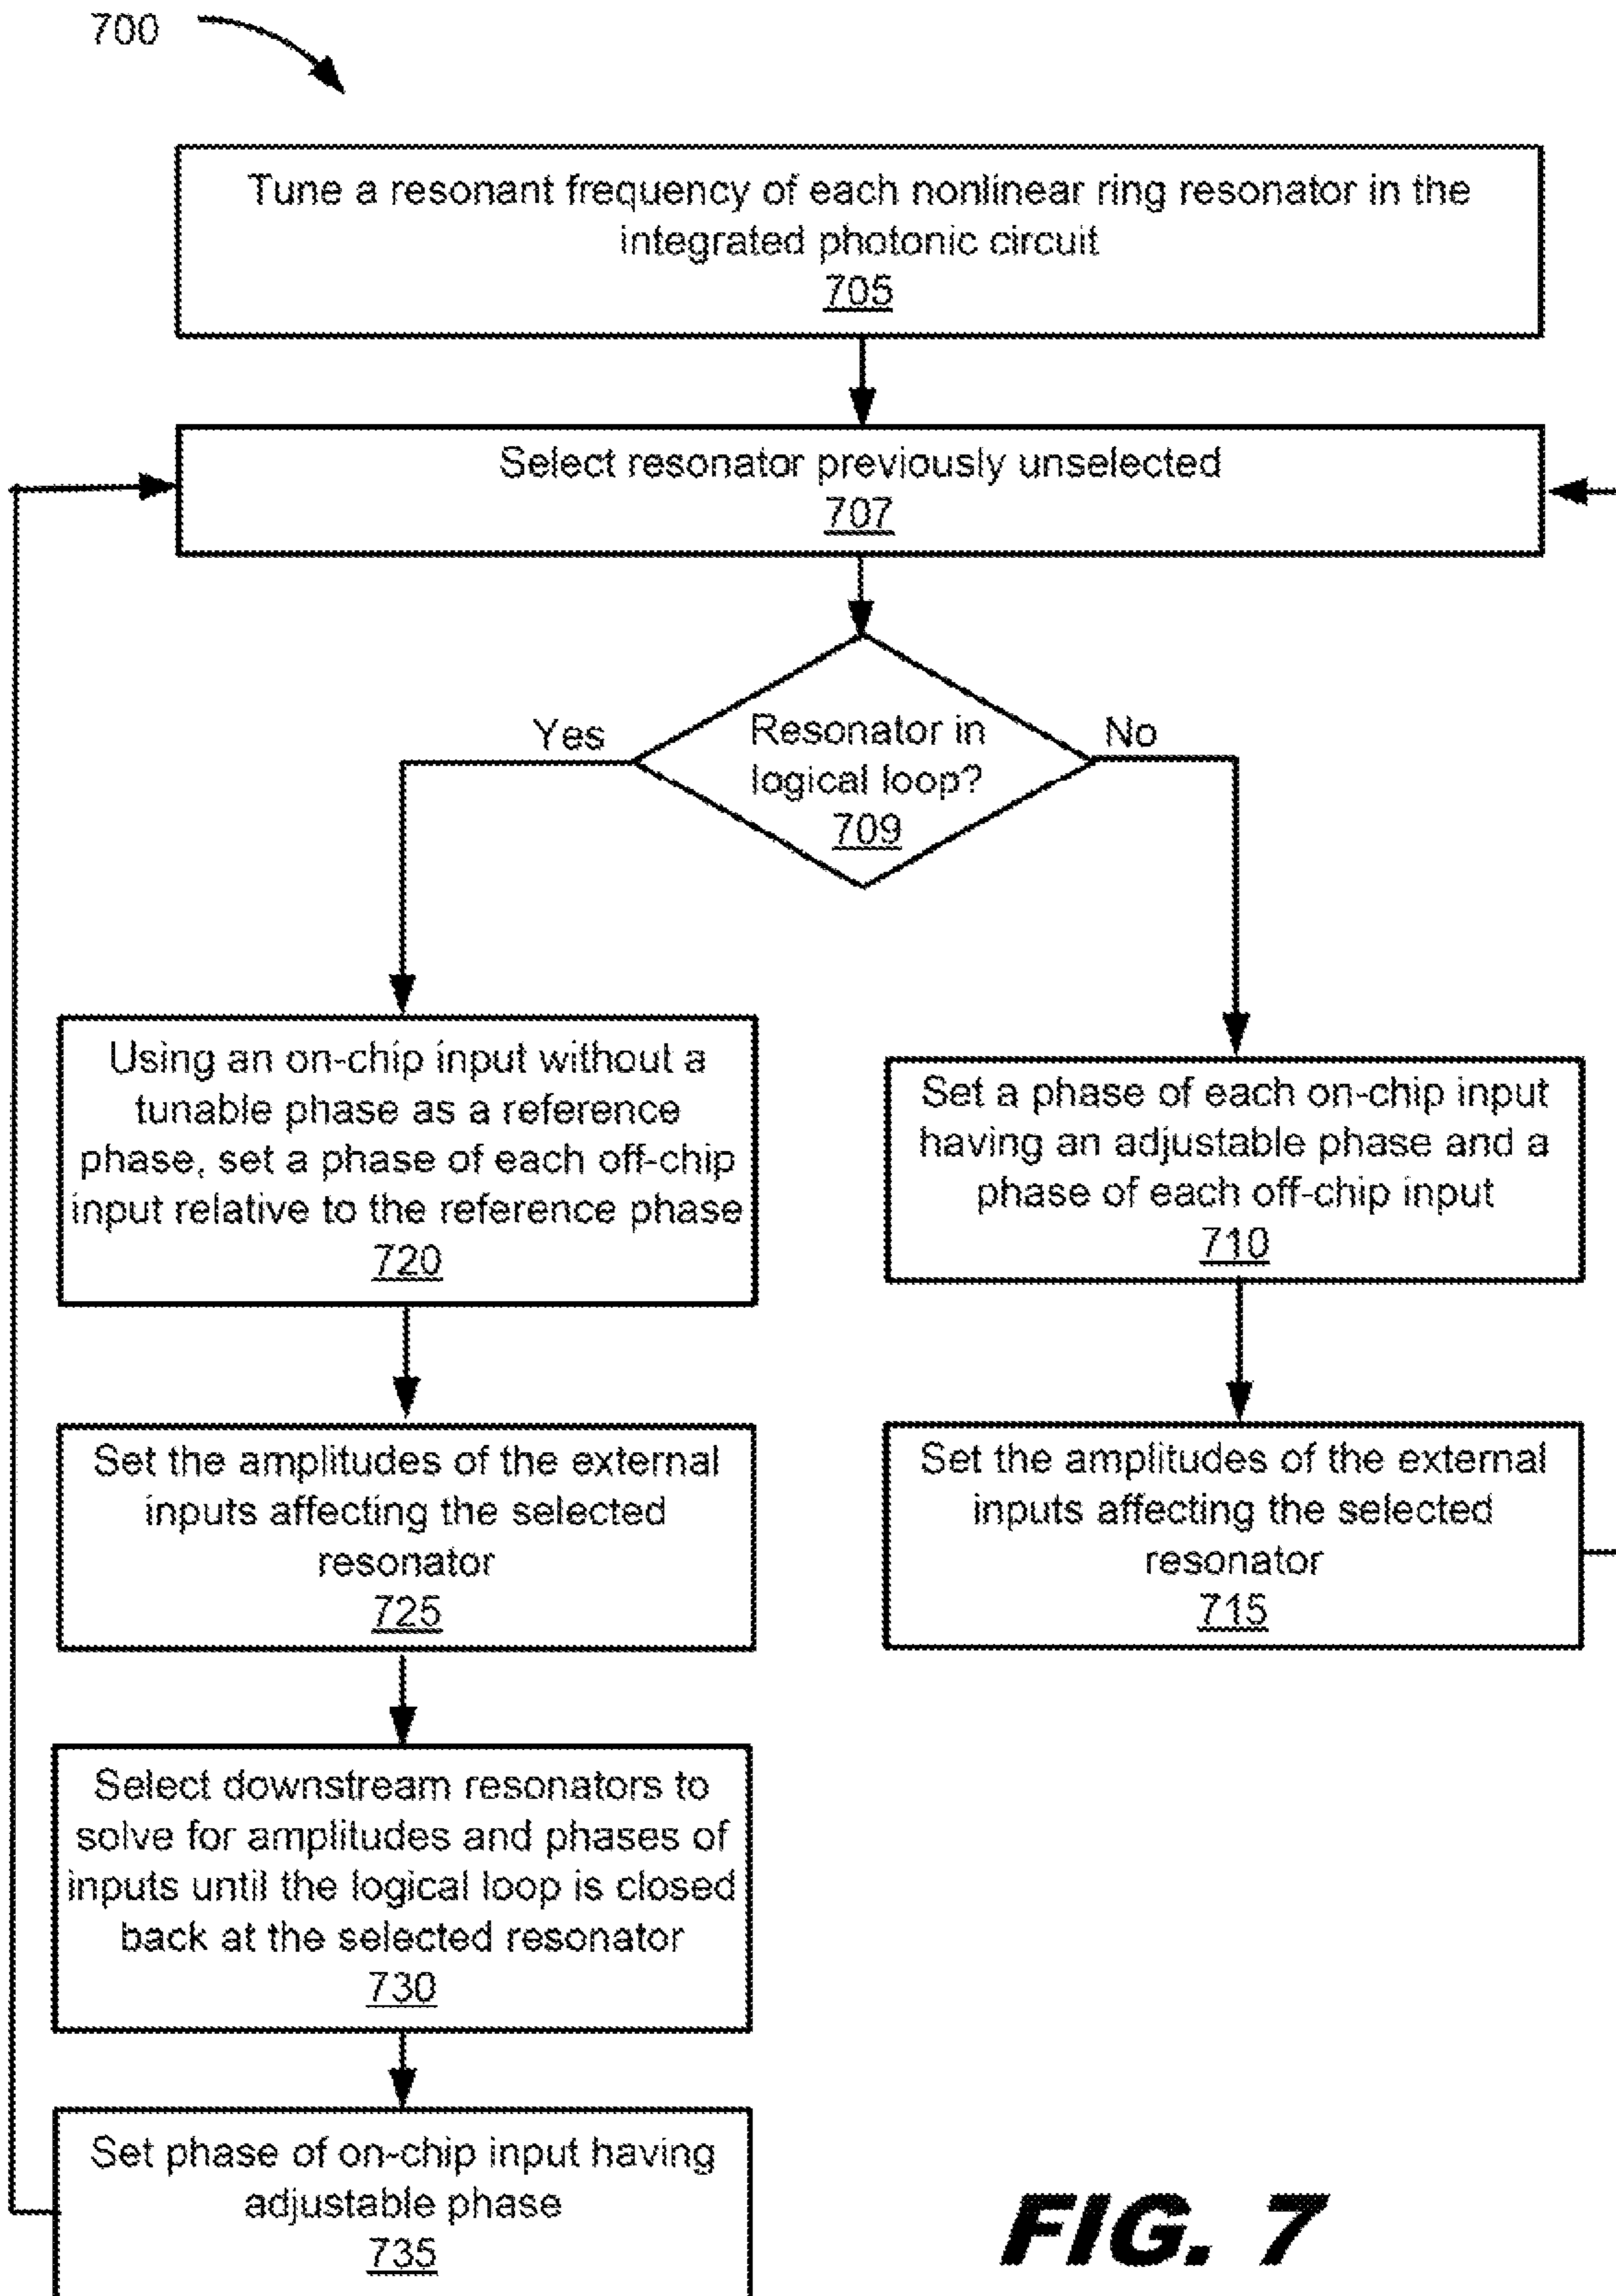 700
Tune a resonant frequency of each nonlinear ring resonator in the
integrated photonic circuit
705
Select resonator previously unselected
707
Yes
Resonator in
logical loop?
709
No
Using an on-chip input without a
tunable phase as a reference
phase, set a phase of each off-chip
input relative to the reference phase
720
Set a phase of each on-chip input
having an adjustable phase and a
phase of each off-chip input
710
Set the amplitudes of the external
inputs affecting the selected
resonator
725
Set the amplitudes of the external
inputs affecting the selected
resonator
715
Select downstream resonators to
solve for amplitudes and phases of
inputs until the logical loop is closed
back at the selected resonator
730
Set phase of on-chip input having
adjustable phase
735
FIG. 7